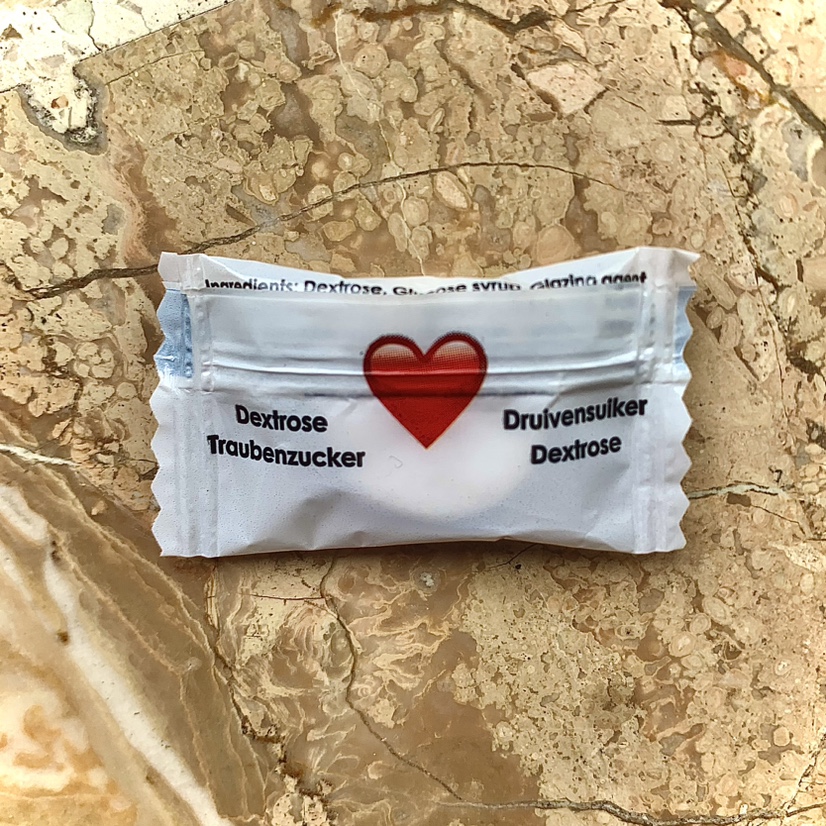 Ingredients: Dextrose, Glucose syrup, Glazing agent
Dextrose
Traubenzucker
Druivensuiker
Dextrose